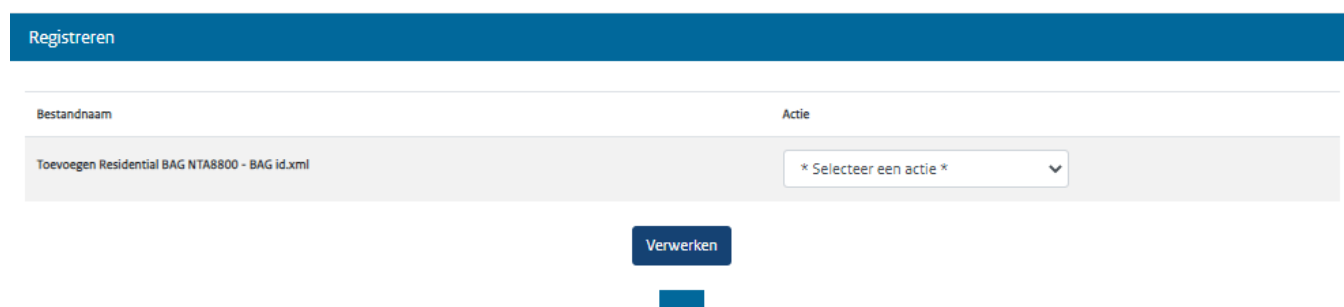 Registreren
Bestandnaam Actie
Toevoegen Residential BAG NTA8800 - BAG id.xml * Selecteer een actie *
Verwerken